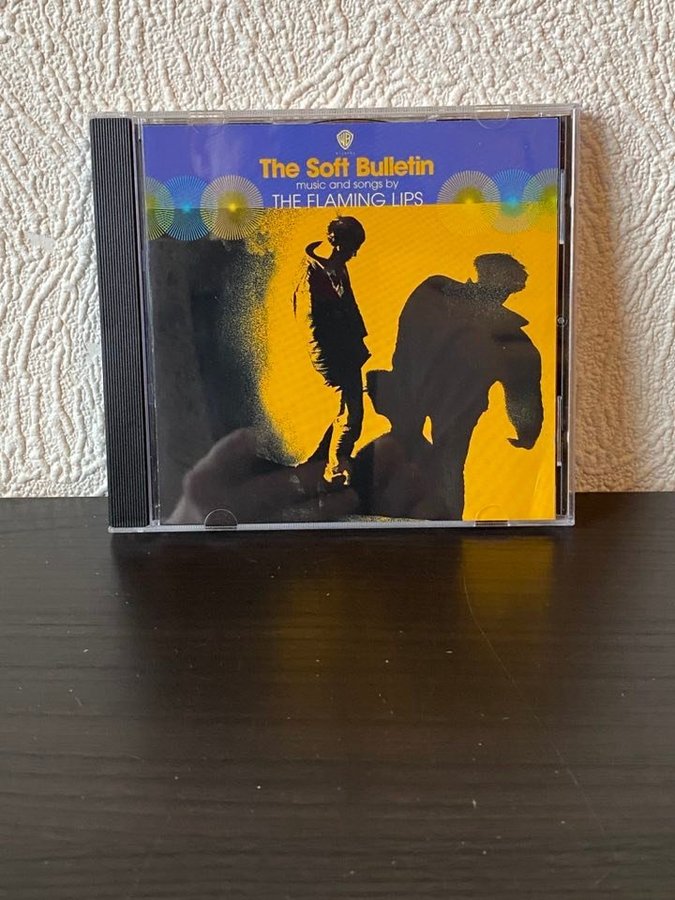 The Soft Bulletin
music and songs by
THE FLAMING LIPS